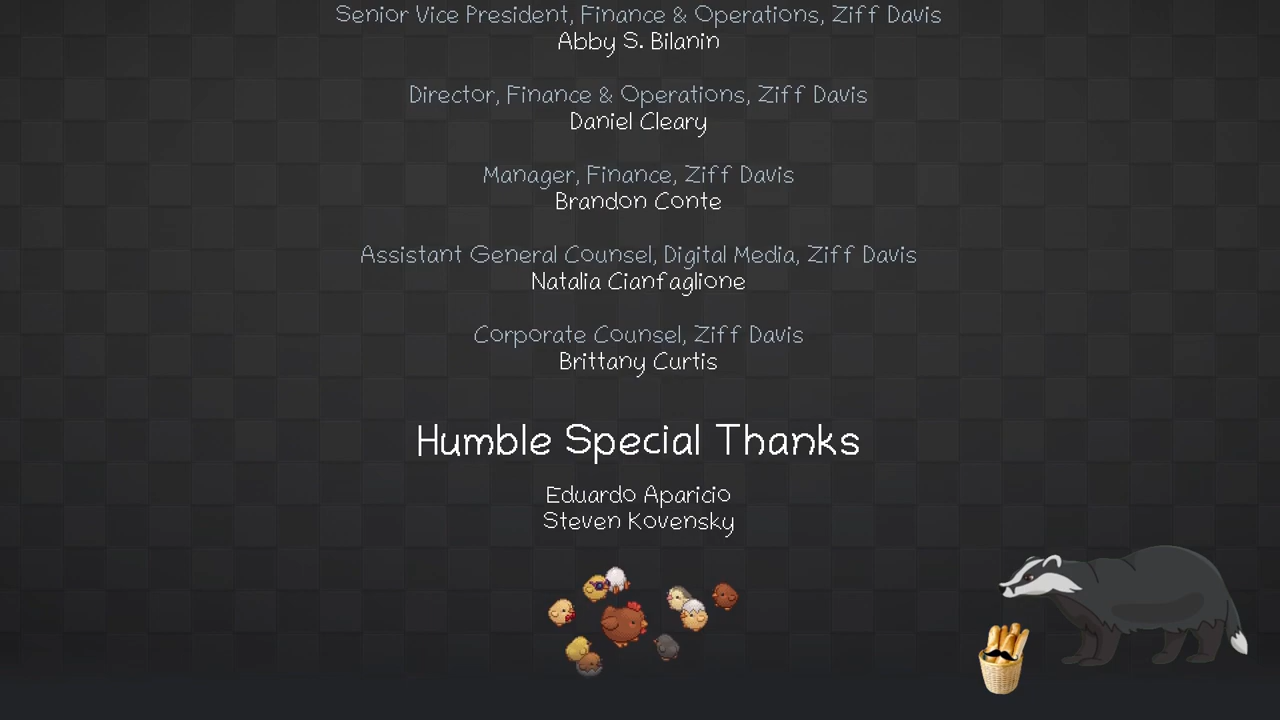 Senior Vice President, Finance & Operations, Ziff Davis
Abby S. Bilanin
Director, Finance & Operations, Ziff Davis
Daniel Cleary
Manager, Finance, Ziff Davis
Brandon Conte
Assistant General Counsel, Digital Media, Ziff Davis
Natalia Cianfaglione
Corporate Counsel, Ziff Davis
Brittany Curtis
Humble Special Thanks
Eduardo Aparicio
Steven Kovensky